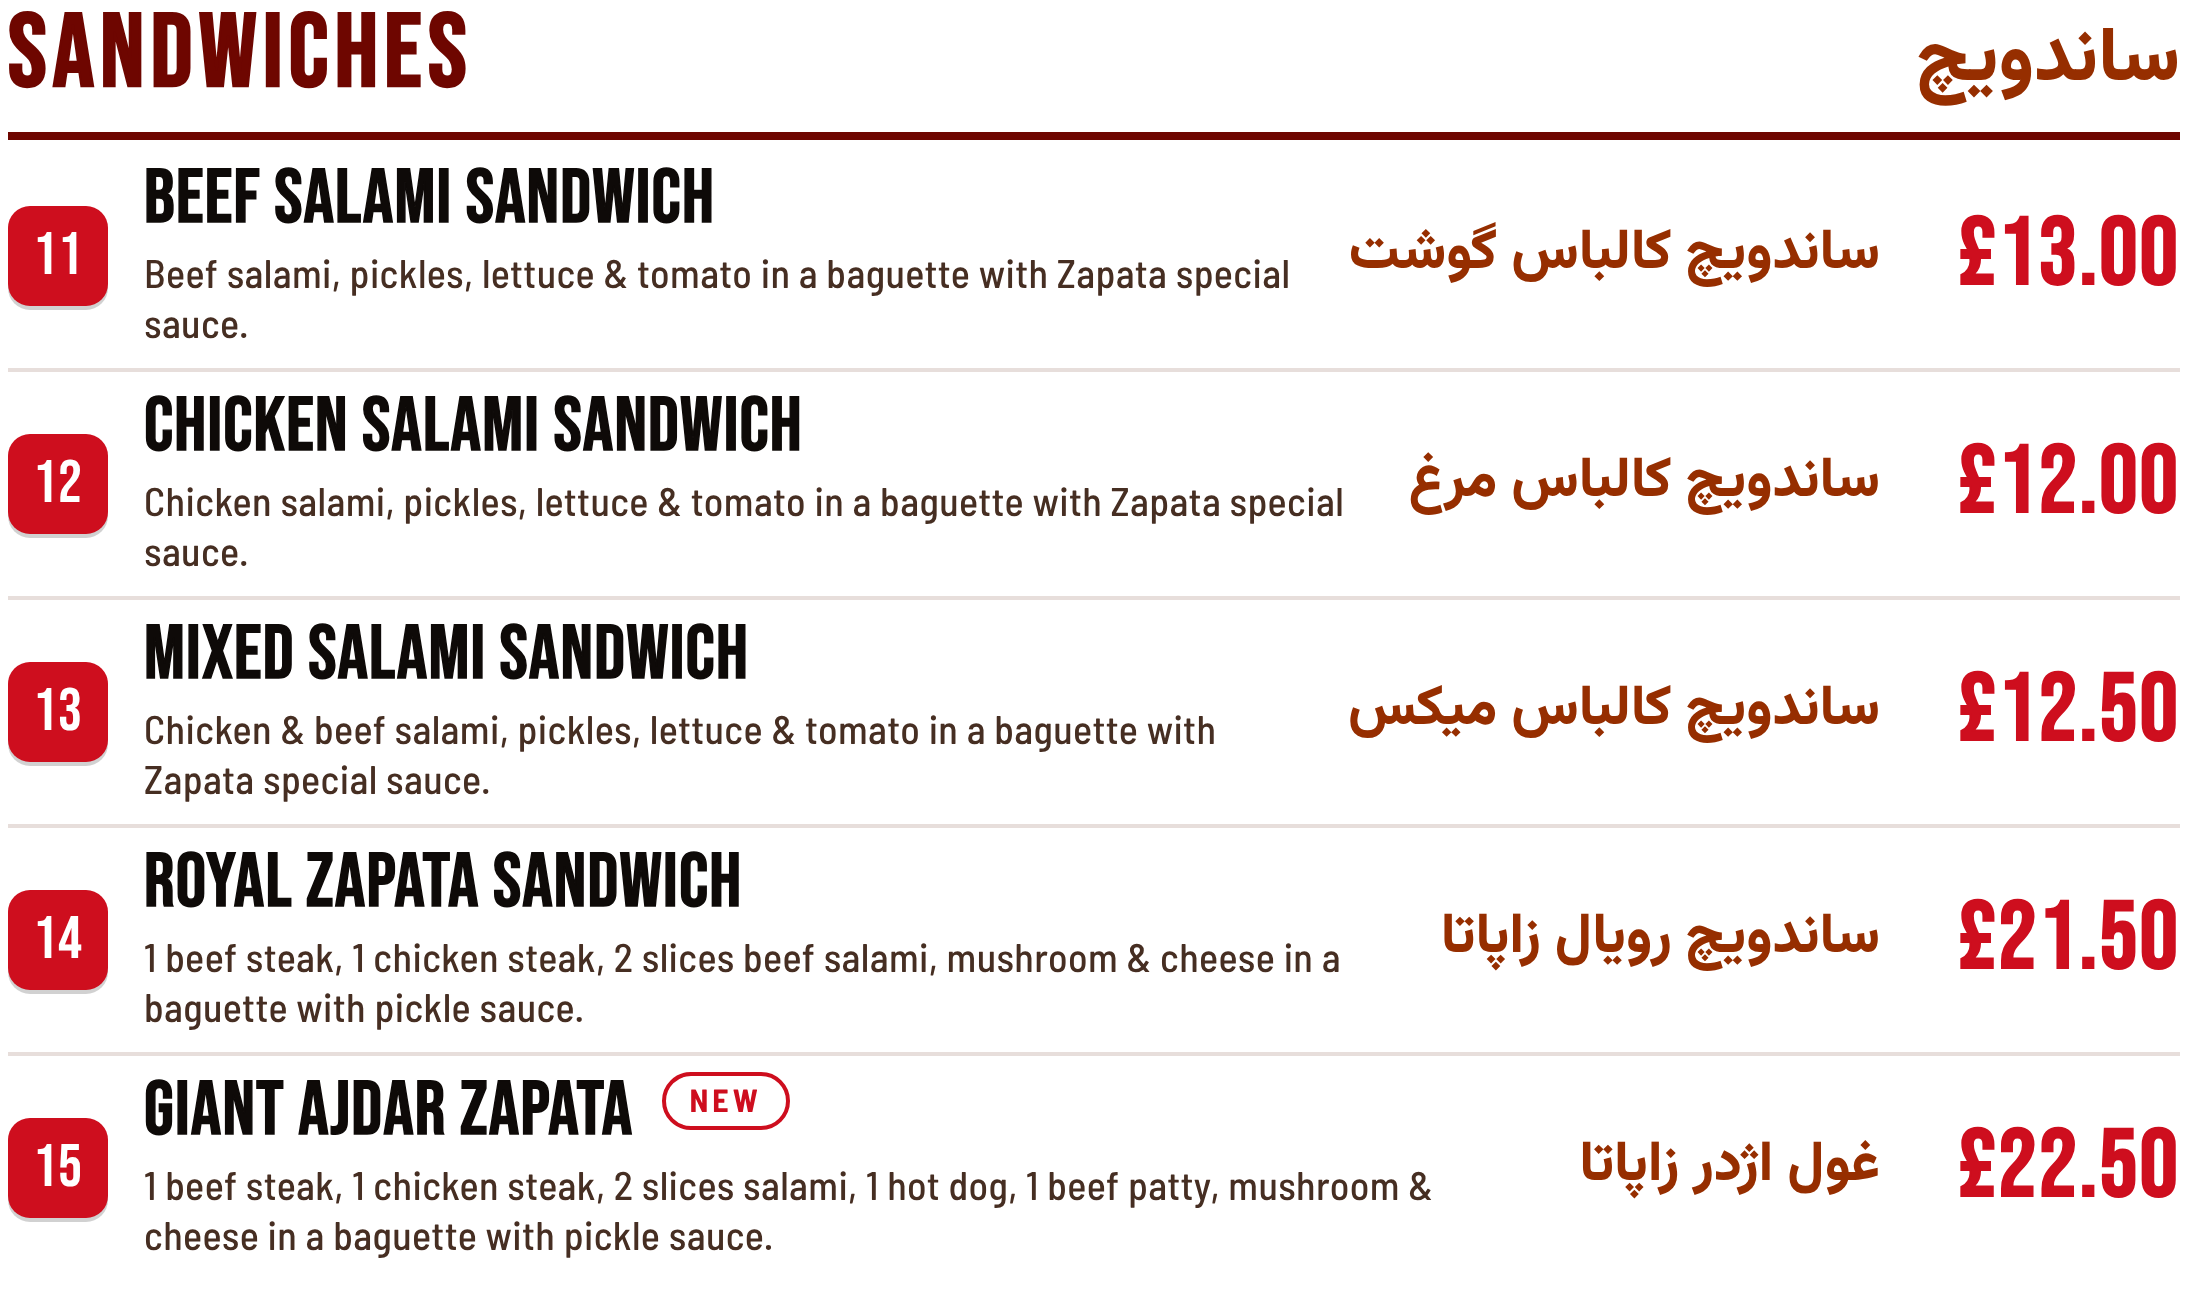 SANDWICHES
ساندویچ
11
BEEF SALAMI SANDWICH
Beef salami, pickles, lettuce & tomato in a baguette with Zapata special
sauce.
ساندویچ کالباس گوشت
£13.00
12
CHICKEN SALAMI SANDWICH
Chicken salami, pickles, lettuce & tomato in a baguette with Zapata special
sauce.
ساندویچ کالباس مرغ
£12.00
13
MIXED SALAMI SANDWICH
Chicken & beef salami, pickles, lettuce & tomato in a baguette with
Zapata special sauce.
ساندویچ کالباس میکس
£12.50
14
ROYAL ZAPATA SANDWICH
1 beef steak, 1 chicken steak, 2 slices beef salami, mushroom & cheese in a
baguette with pickle sauce.
ساندویچ رویال زاپاتا
£21.50
15
GIANT AJDAR ZAPATA NEW
1 beef steak, 1 chicken steak, 2 slices salami, 1 hot dog, 1 beef patty, mushroom &
cheese in a baguette with pickle sauce.
غول اژدر زاپاتا
£22.50